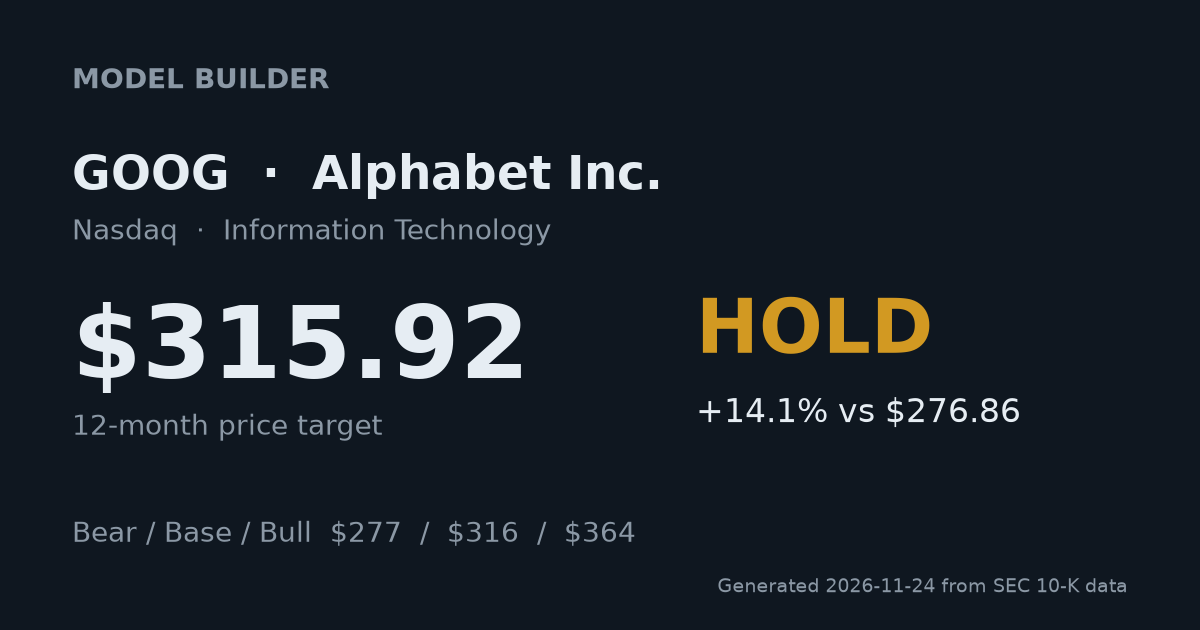 MODEL BUILDER
GOOG · Alphabet Inc.
Nasdaq · Information Technology
$315.92
12-month price target
HOLD
+14.1% vs $276.86
Bear / Base / Bull $277 / $316 / $364
Generated 2026-11-24 from SEC 10-K data